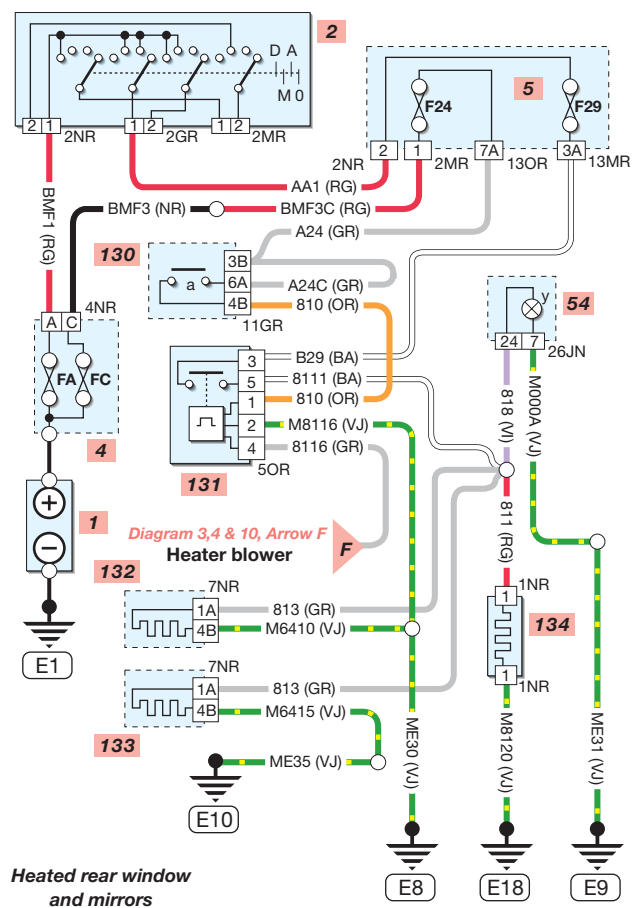 2
D A
M 0
2 1 2NR
1 2 2GR
1 2 2MR
5
F24
F29
2 2NR
1 2MR
7A 13OR
3A 13MR
AA1 (RG)
BMF3 (NR)
BMF3C (RG)
BMF1 (RG)
A24 (GR)
130
a
3B
6A
4B
11GR
A24C (GR)
810 (OR)
54
y
24 7
26JN
4NR
A C
FA
FC
4
3
5
1
2
4
5OR
131
B29 (BA)
8111 (BA)
810 (OR)
M8116 (VJ)
8116 (GR)
818 (VI)
M000A (VJ)
1
Diagram 3,4 & 10, Arrow F
Heater blower
F
811 (RG)
132
7NR
1A
4B
813 (GR)
M6410 (VJ)
1 1NR
134
1 1NR
E1
7NR
1A
4B
813 (GR)
M6415 (VJ)
133
ME35 (VJ)
ME30 (VJ)
M8120 (VJ)
ME31 (VJ)
E10
E8
E18
E9
Heated rear window
and mirrors